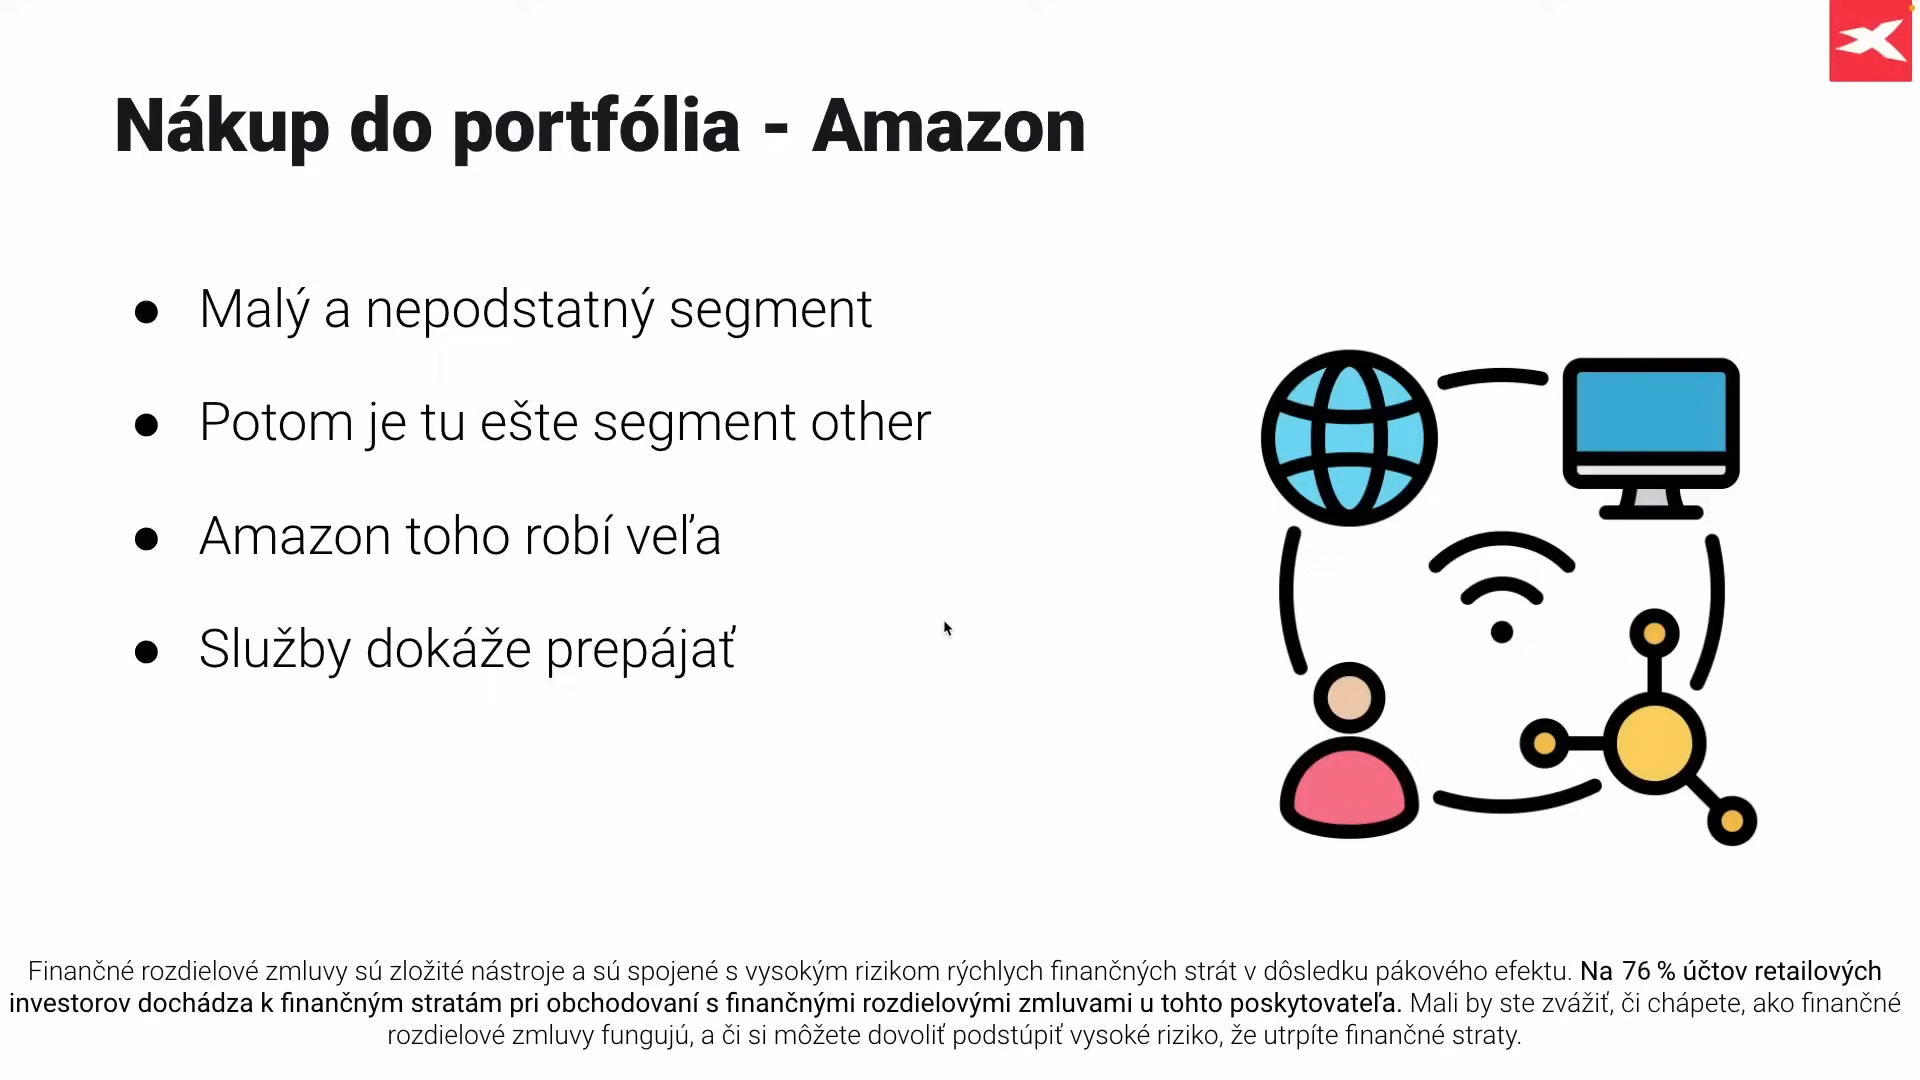 Nákup do portfólia - Amazon
● Malý a nepodstatný segment
● Potom je tu ešte segment other
● Amazon toho robí veľa
● Služby dokáže prepájať
Finančné rozdielové zmluvy sú zložité nástroje a sú spojené s vysokým rizikom rýchlych finančných strát v dôsledku pákového efektu. Na 76 % účtov retailových
investorov dochádza k finančným stratám pri obchodovaní s finančnými rozdielovými zmluvami u tohto poskytovateľa. Mali by ste zvážiť, či chápete, ako finančné
rozdielové zmluvy fungujú, a či si môžete dovoliť podstúpiť vysoké riziko, že utrpíte finančné straty.